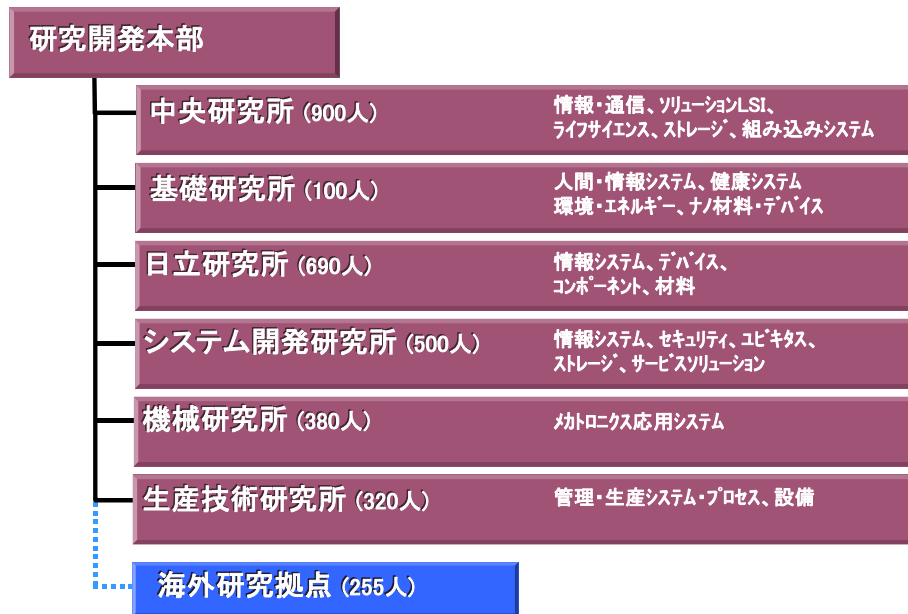 研究開発本部
中央研究所 (900人)
情報・通信、ソリューションLSI、
ライフサイエンス、ストレージ、組み込みシステム
基礎研究所 (100人)
人間・情報システム、健康システム
環境・エネルギー、ナノ材料・デバイス
日立研究所 (690人)
情報システム、デバイス、
コンポーネント、材料
システム開発研究所 (500人)
情報システム、セキュリティ、ユビキタス、
ストレージ、サービスソリューション
機械研究所 (380人)
メカトロニクス応用システム
生産技術研究所 (320人)
管理・生産システム・プロセス、設備
海外研究拠点 (255人)